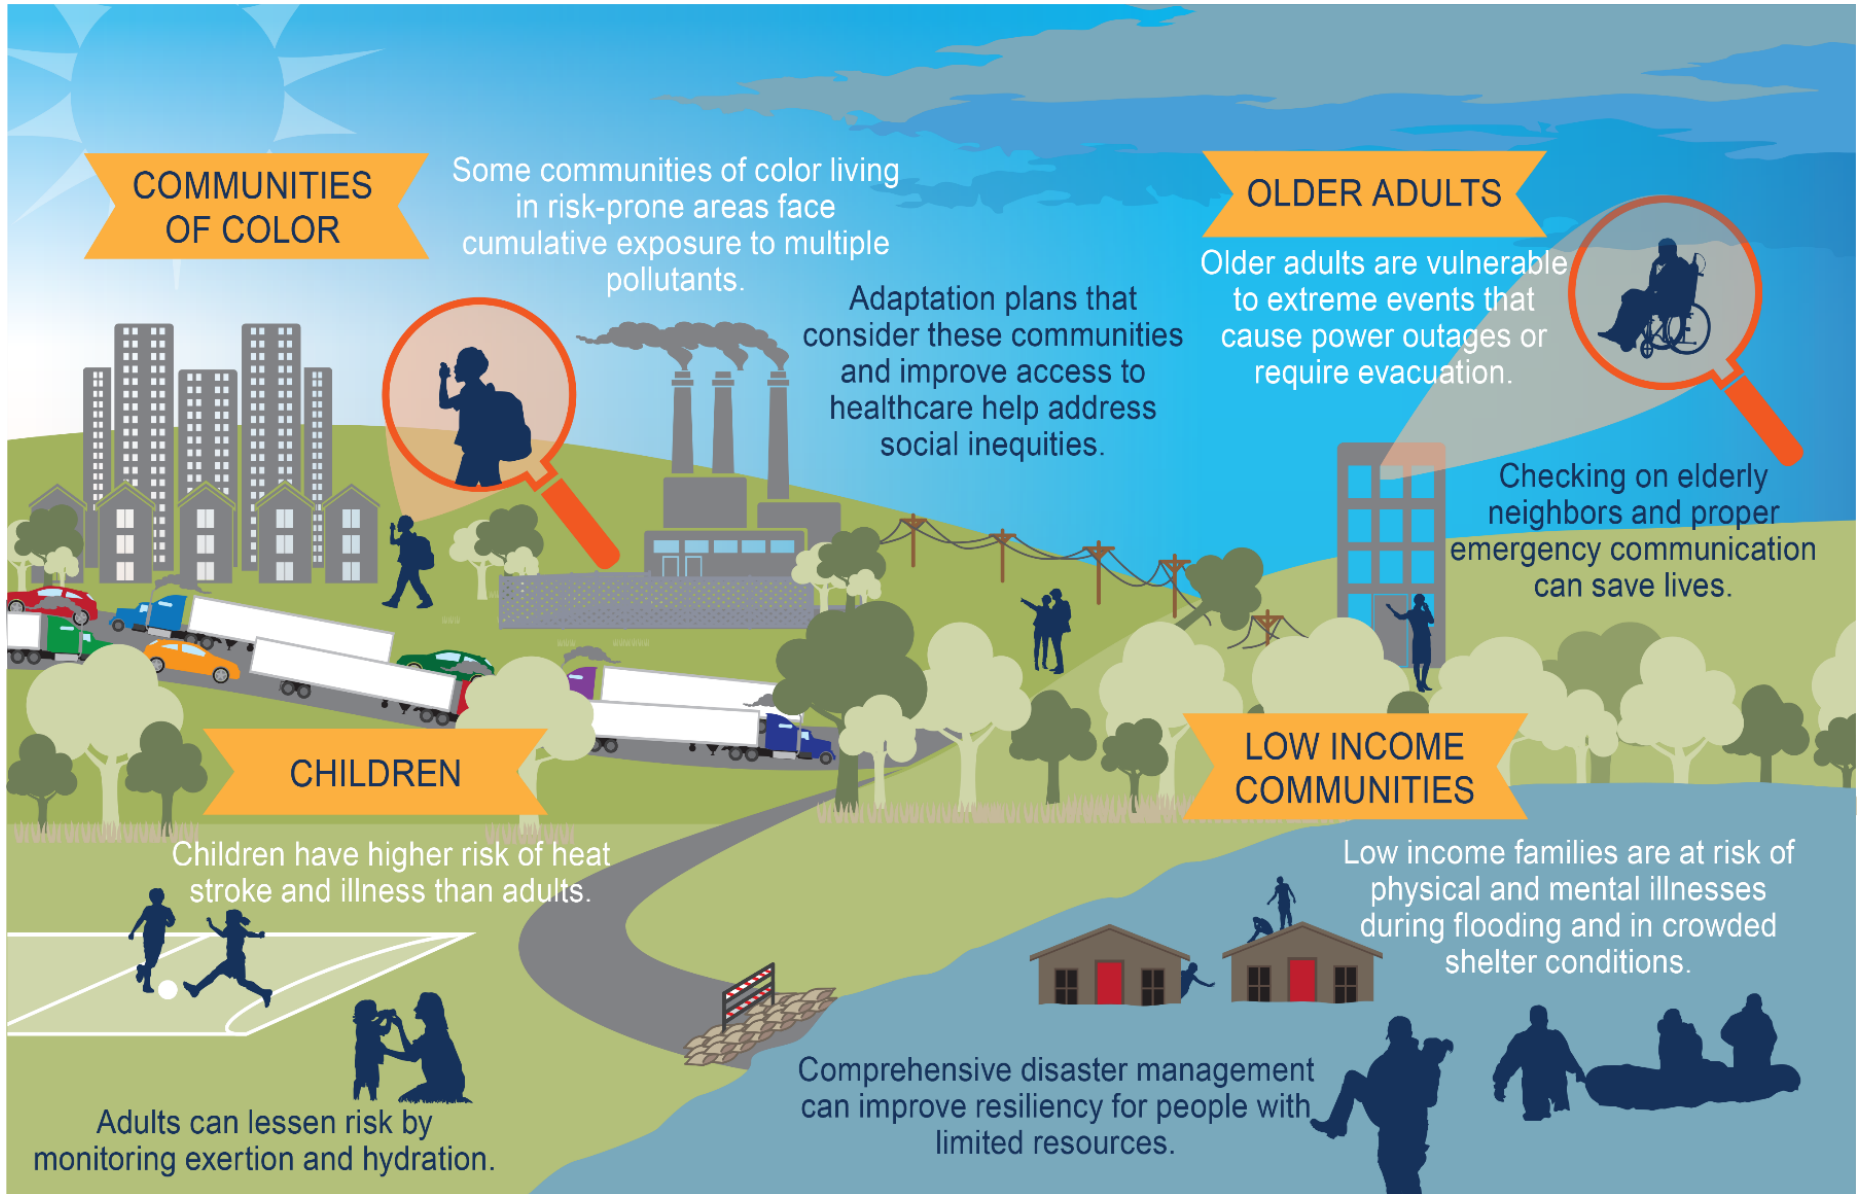 COMMUNITIES
OF COLOR
Some communities of color living
in risk-prone areas face
cumulative exposure to multiple
pollutants.
Adaptation plans that
consider these communities
and improve access to
healthcare help address
social inequities.
OLDER ADULTS
Older adults are vulnerable
to extreme events that
cause power outages or
require evacuation.
Checking on elderly
neighbors and proper
emergency communication
can save lives.
CHILDREN
Children have higher risk of heat
stroke and illness than adults.
Adults can lessen risk by
monitoring exertion and hydration.
LOW INCOME
COMMUNITIES
Low income families are at risk of
physical and mental illnesses
during flooding and in crowded
shelter conditions.
Comprehensive disaster management
can improve resiliency for people with
limited resources.